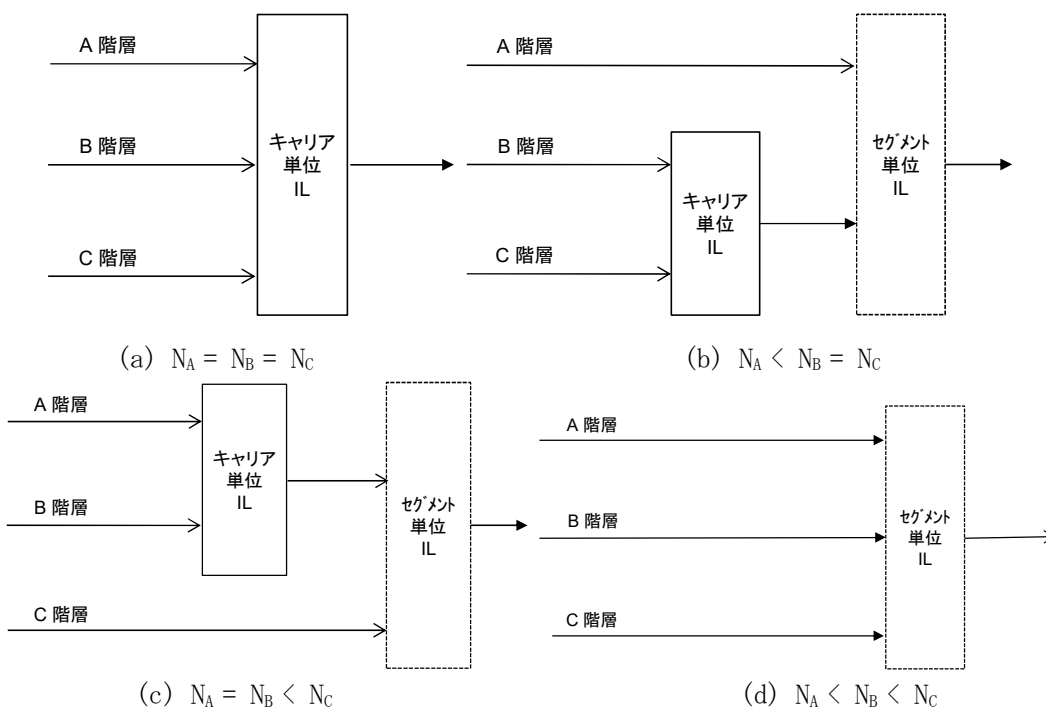 A 階層
B 階層
C 階層
キャリア
単位
IL
(a) N_A = N_B = N_C
A 階層
B 階層
C 階層
キャリア
単位
IL
セグメント
単位
IL
(b) N_A < N_B = N_C
A 階層
B 階層
C 階層
キャリア
単位
IL
セグメント
単位
IL
(c) N_A = N_B < N_C
A 階層
B 階層
C 階層
セグメント
単位
IL
(d) N_A < N_B < N_C